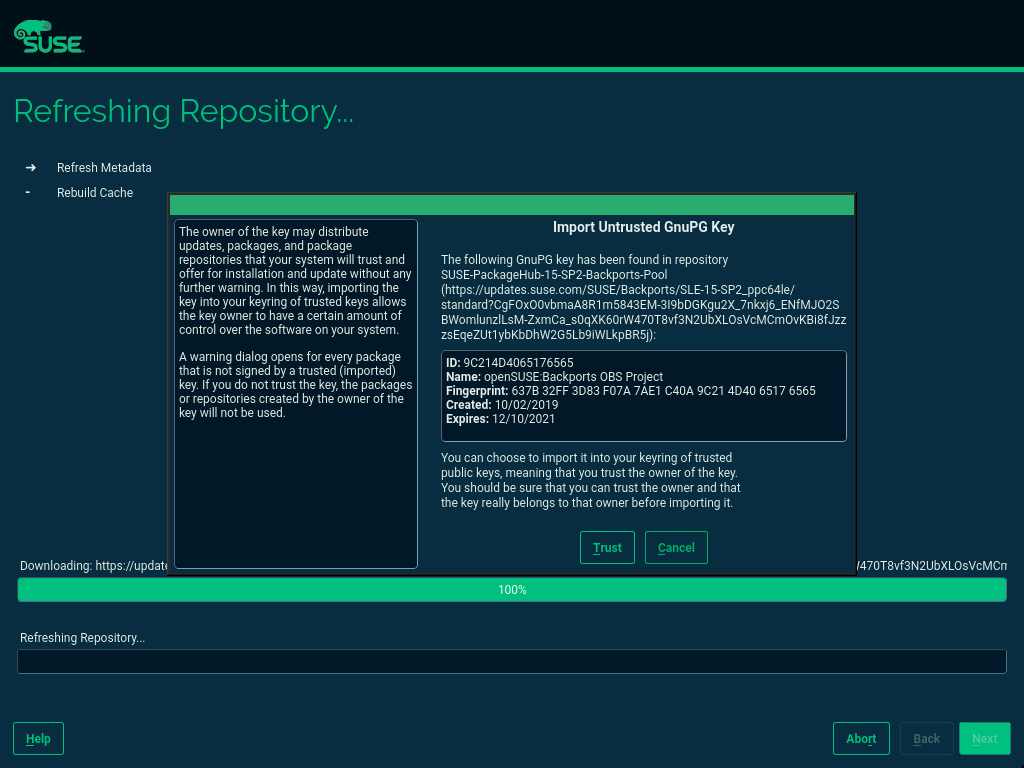 SUSE
Refreshing Repository...
Refresh Metadata
- Rebuild Cache
The owner of the key may distribute
updates, packages, and package
repositories that your system will trust and
offer for installation and update without any
further warning. In this way, importing the
key into your keyring of trusted keys allows
the key owner to have a certain amount of
control over the software on your system.
A warning dialog opens for every package
that is not signed by a trusted (imported)
key. If you do not trust the key, the packages
or repositories created by the owner of the
key will not be used.
Import Untrusted GnuPG Key
The following GnuPG key has been found in repository
SUSE-PackageHub-15-SP2-Backports-Pool
(https://updates.suse.com/SUSE/Backports/SLE-15-SP2_ppc64le/
standard?CgFOxO0vbmaA8R1m5843EM-3I9bDGKgu2X_7nkxj6_ENfMJO2S
BWomlunzlLsM-ZxmCa_s0qXK60rW470T8vf3N2UbXLOsVcMCmOvKBi8fJzz
zsEqeZUt1ybKbDhW2G5Lb9iWLkpBR5j):
ID: 9C214D4065176565
Name: openSUSE:Backports OBS Project
Fingerprint: 637B 32FF 3D83 F07A 7AE1 C40A 9C21 4D40 6517 6565
Created: 10/02/2019
Expires: 12/10/2021
You can choose to import it into your keyring of trusted
public keys, meaning that you trust the owner of the key.
You should be sure that you can trust the owner and that
the key really belongs to that owner before importing it.
Trust Cancel
Downloading: https://update 470T8vf3N2UbXLOsVcMCm
100%
Refreshing Repository...
Help Abort Back Next